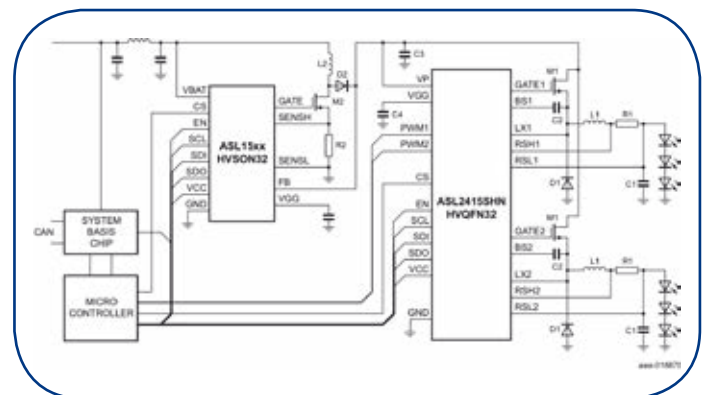 L2
D2
C3
M1
VBAT
CS
EN
SCL
SDI
SDO
VCC
GND
ASL15xx
HVSON32
GATE
SENSH
SENSL
FB
VGG
M2
R2
C4
VP
VGG
PWM1
PWM2
CS
EN
SCL
SDI
SDO
VCC
GND
ASL2415SHN
HVQFN32
GATE1
BS1
LX1
RSH1
RSL1
C2
L1
R1
D1
C1
M1
GATE2
BS2
LX2
RSH2
RSL2
C2
L1
R1
D1
C1
CAN
SYSTEM
BASIS
CHIP
MICRO
CONTROLLER